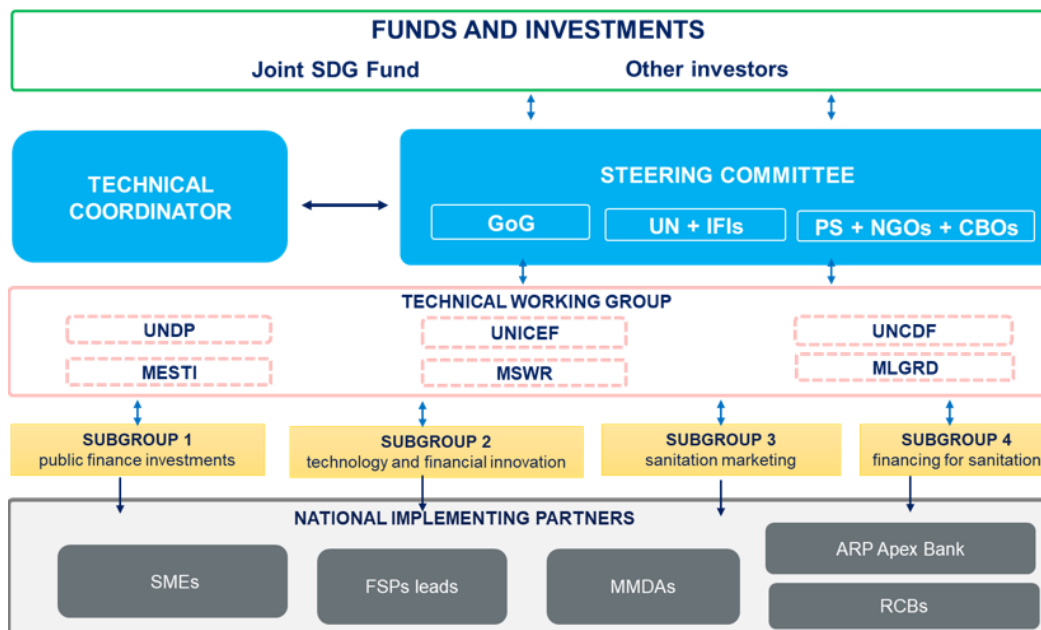 FUNDS AND INVESTMENTS
Joint SDG Fund
Other investors
TECHNICAL
COORDINATOR
STEERING COMMITTEE
GoG
UN + IFIs
PS + NGOs + CBOs
TECHNICAL WORKING GROUP
UNDP
UNICEF
UNCDF
MESTI
MSWR
MLGRD
SUBGROUP 1
public finance investments
SUBGROUP 2
technology and financial innovation
SUBGROUP 3
sanitation marketing
SUBGROUP 4
financing for sanitation
NATIONAL IMPLEMENTING PARTNERS
SMEs
FSPs leads
MMDAs
ARP Apex Bank
RCBs